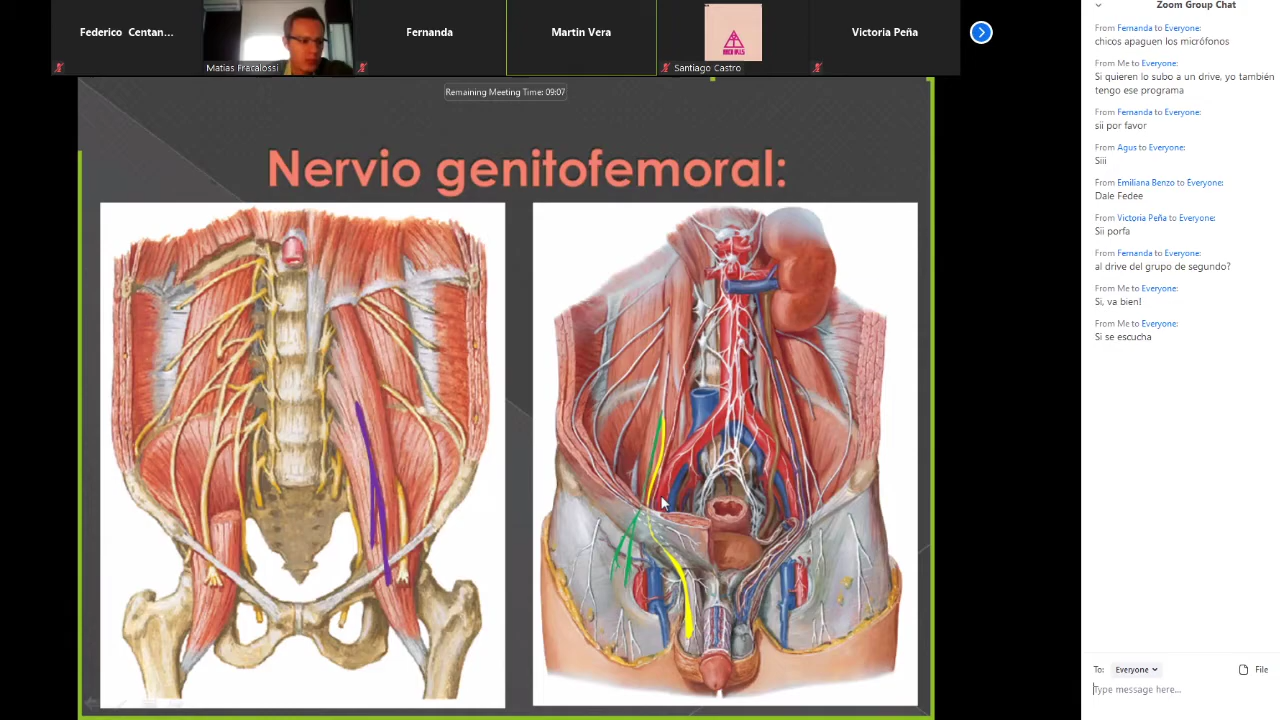 Federico Centan...
Matias Fracalossi
Fernanda
Martin Vera
Santiago Castro
Victoria Peña
Remaining Meeting Time: 09:07
Nervio genitofemoral:
Zoom Group Chat
From Fernanda to Everyone:
chicos apaguen los micrófonos
From Me to Everyone:
Si quieren lo subo a un drive, yo también
tengo ese programa
From Fernanda to Everyone:
sii por favor
From Agus to Everyone:
Siii
From Emiliana Benzo to Everyone:
Dale Fedee
From Victoria Peña to Everyone:
Sii porfa
From Fernanda to Everyone:
al drive del grupo de segundo?
From Me to Everyone:
Si, va bien!
From Me to Everyone:
Si se escucha
To: Everyone File
Type message here...